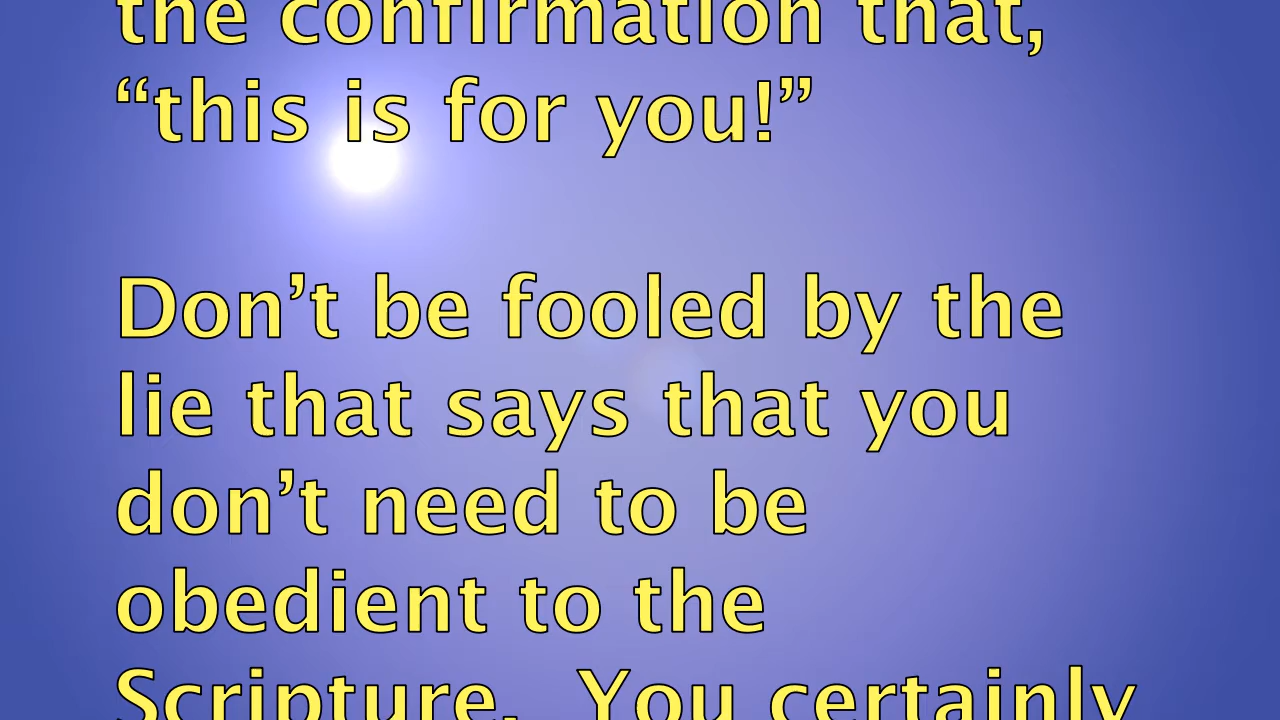 the confirmation that,
“this is for you!”
Don’t be fooled by the
lie that says that you
don’t need to be
obedient to the
Scripture. You certainly